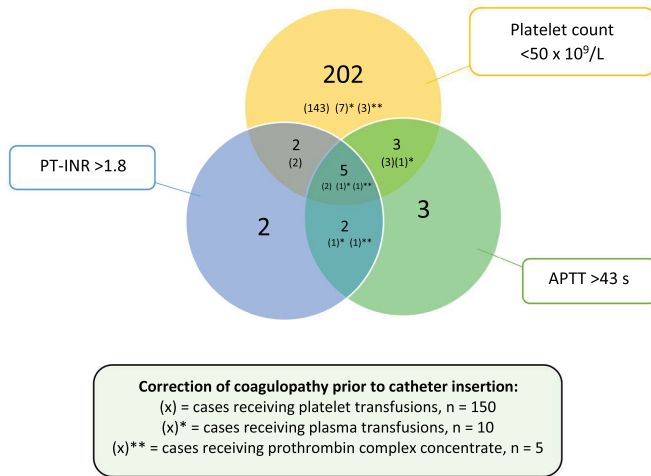 Platelet count
<50 x 10⁹/L
202
(143) (7)* (3)**
2
(2)
3
(3)(1)*
PT-INR >1.8
5
(2) (1)* (1)**
2
2
(1)* (1)**
3
APTT >43 s
Correction of coagulopathy prior to catheter insertion:
(x) = cases receiving platelet transfusions, n = 150
(x)* = cases receiving plasma transfusions, n = 10
(x)** = cases receiving prothrombin complex concentrate, n = 5